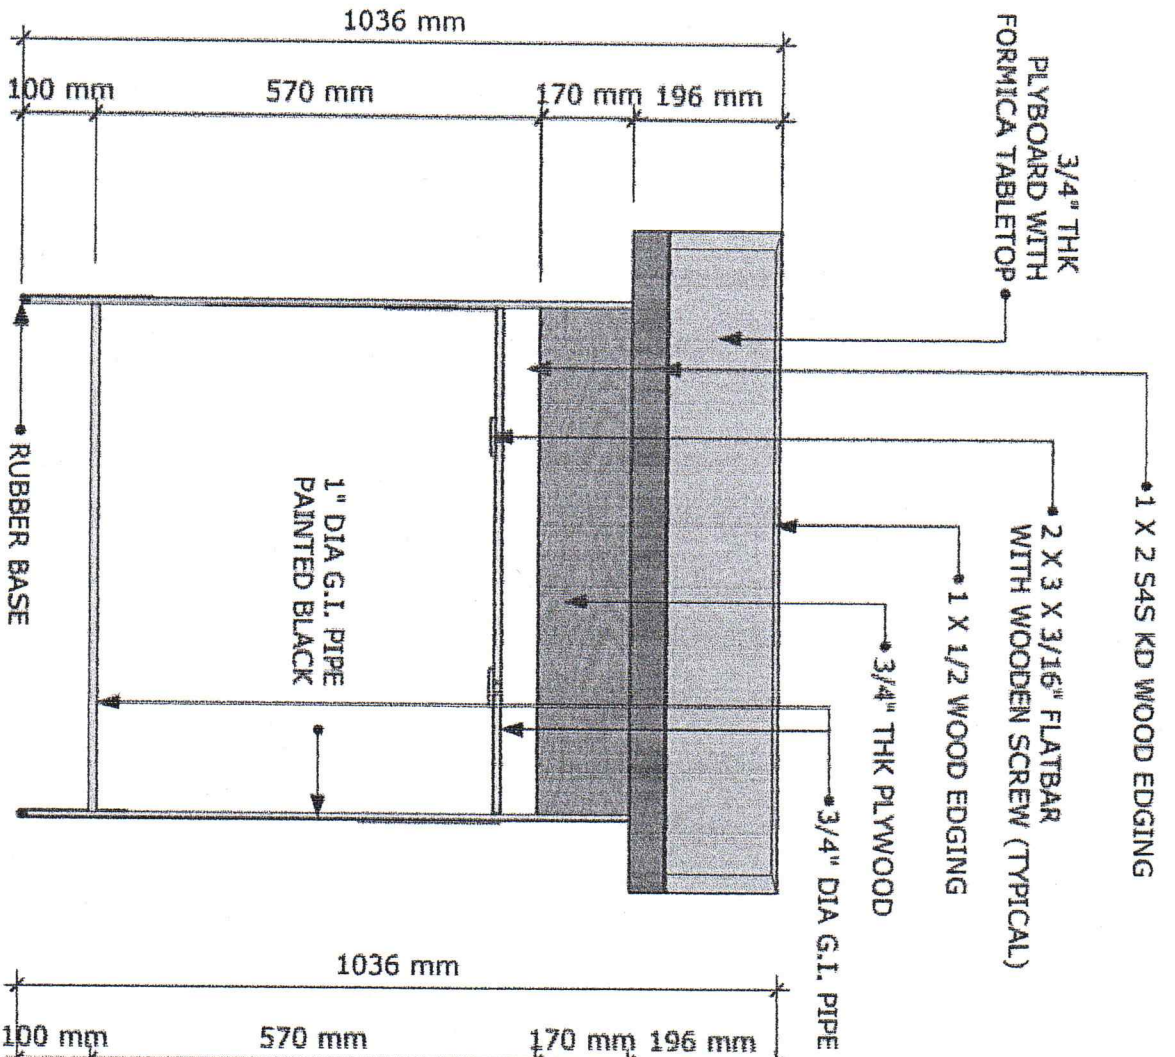 1036 mm
100 mm
570 mm
170 mm
196 mm
3/4" THK
PLYBOARD WITH
FORMICA TABLETOP
1 X 2 S4S KD WOOD EDGING
2 X 3 X 3/16" FLATBAR
WITH WOODEN SCREW (TYPICAL)
1 X 1/2 WOOD EDGING
3/4" THK PLYWOOD
3/4" DIA G.I. PIPE
1" DIA G.I. PIPE
PAINTED BLACK
RUBBER BASE
1036 mm
100 mm
570 mm
170 mm
196 mm